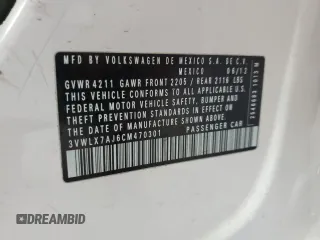 MFD BY VOLKSWAGEN DE MEXICO S.A. DE C.V.
MEXICO 06/12
GVWR 4211 GAWR FRONT 2205 / REAR 2116 LBS
THIS VEHICLE CONFORMS TO ALL APPLICABLE
FEDERAL MOTOR VEHICLE SAFETY, BUMPER AND
THEFT PREVENTION STANDARDS IN EFFECT ON
THE DATE OF MANUFACTURE SHOWN ABOVE.
3VWLX7AJ6CM470301
PASSENGER CAR
DREAMBID